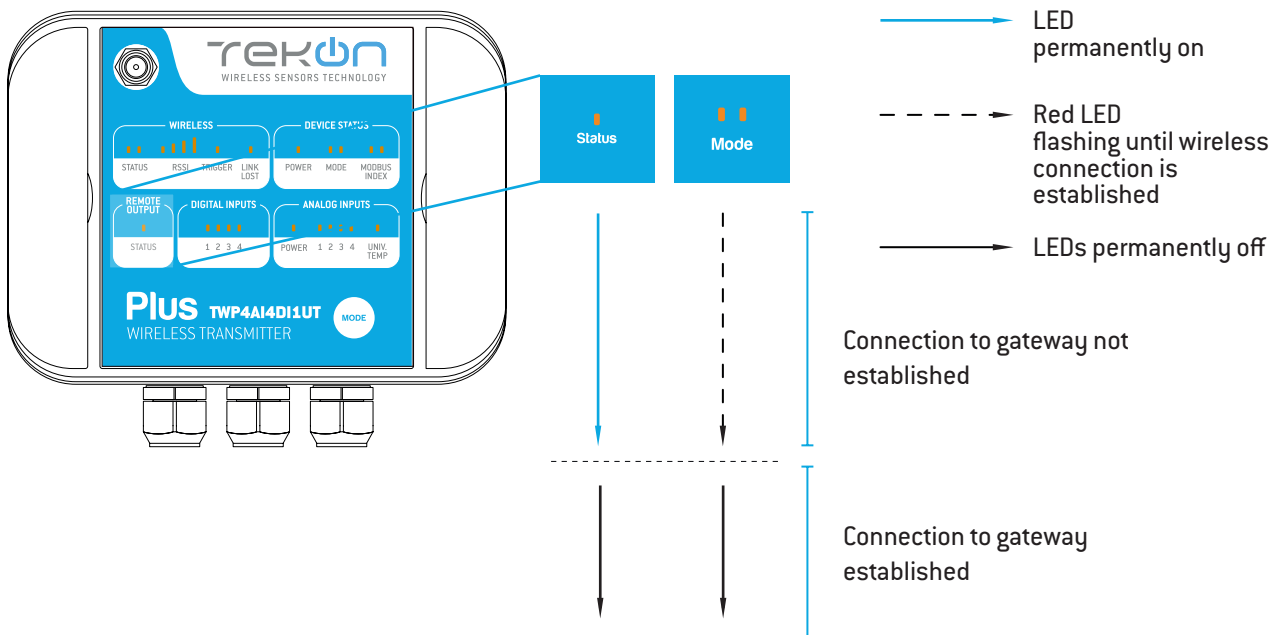 TEKON
WIRELESS SENSORS TECHNOLOGY
WIRELESS
DEVICE STATUS
STATUS RSSI TRIGGER LINK LOST
POWER MODE MODBUS INDEX
REMOTE OUTPUT
DIGITAL INPUTS
ANALOG INPUTS
STATUS
1 2 3 4
POWER 1 2 3 4 UNIV. TEMP
Plus TWP4AI4DI1UT
WIRELESS TRANSMITTER
MODE
Status
Mode
LED
permanently on
Red LED
flashing until wireless
connection is
established
LEDs permanently off
Connection to gateway not
established
Connection to gateway
established